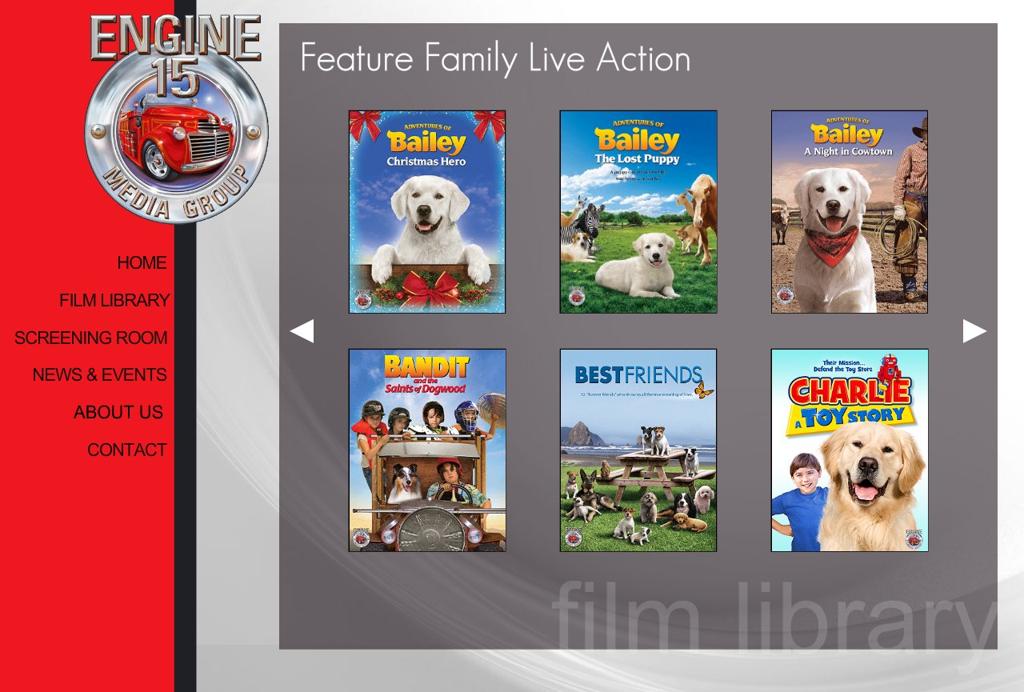 ENGINE
15
MEDIA GROUP
HOME
FILM LIBRARY
SCREENING ROOM
NEWS & EVENTS
ABOUT US
CONTACT
Feature Family Live Action
ADVENTURES OF
Bailey
Christmas Hero
ADVENTURES OF
Bailey
The Lost Puppy
ADVENTURES OF
Bailey
A Night in Cowtown
BANDIT
and the
Saints of Dogwood
BESTFRIENDS
Their Mission...
Defend the Toy Store
CHARLIE
A TOY STORY
film library